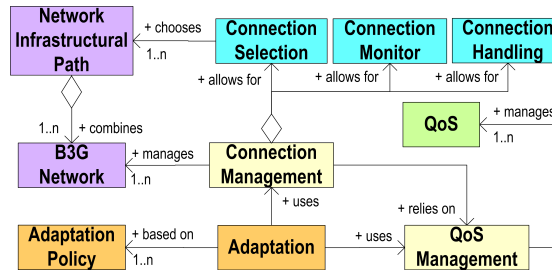 Network
Infrastructural
Path
+ chooses
1..n
Connection
Selection
Connection
Monitor
Connection
Handling
+ allows for
+ allows for
+ allows for
1..n
+ combines
QoS
+ manages
1..n
B3G
Network
+ manages
1..n
Connection
Management
+ uses
+ relies on
Adaptation
Policy
+ based on
1..n
Adaptation
+ uses
QoS
Management